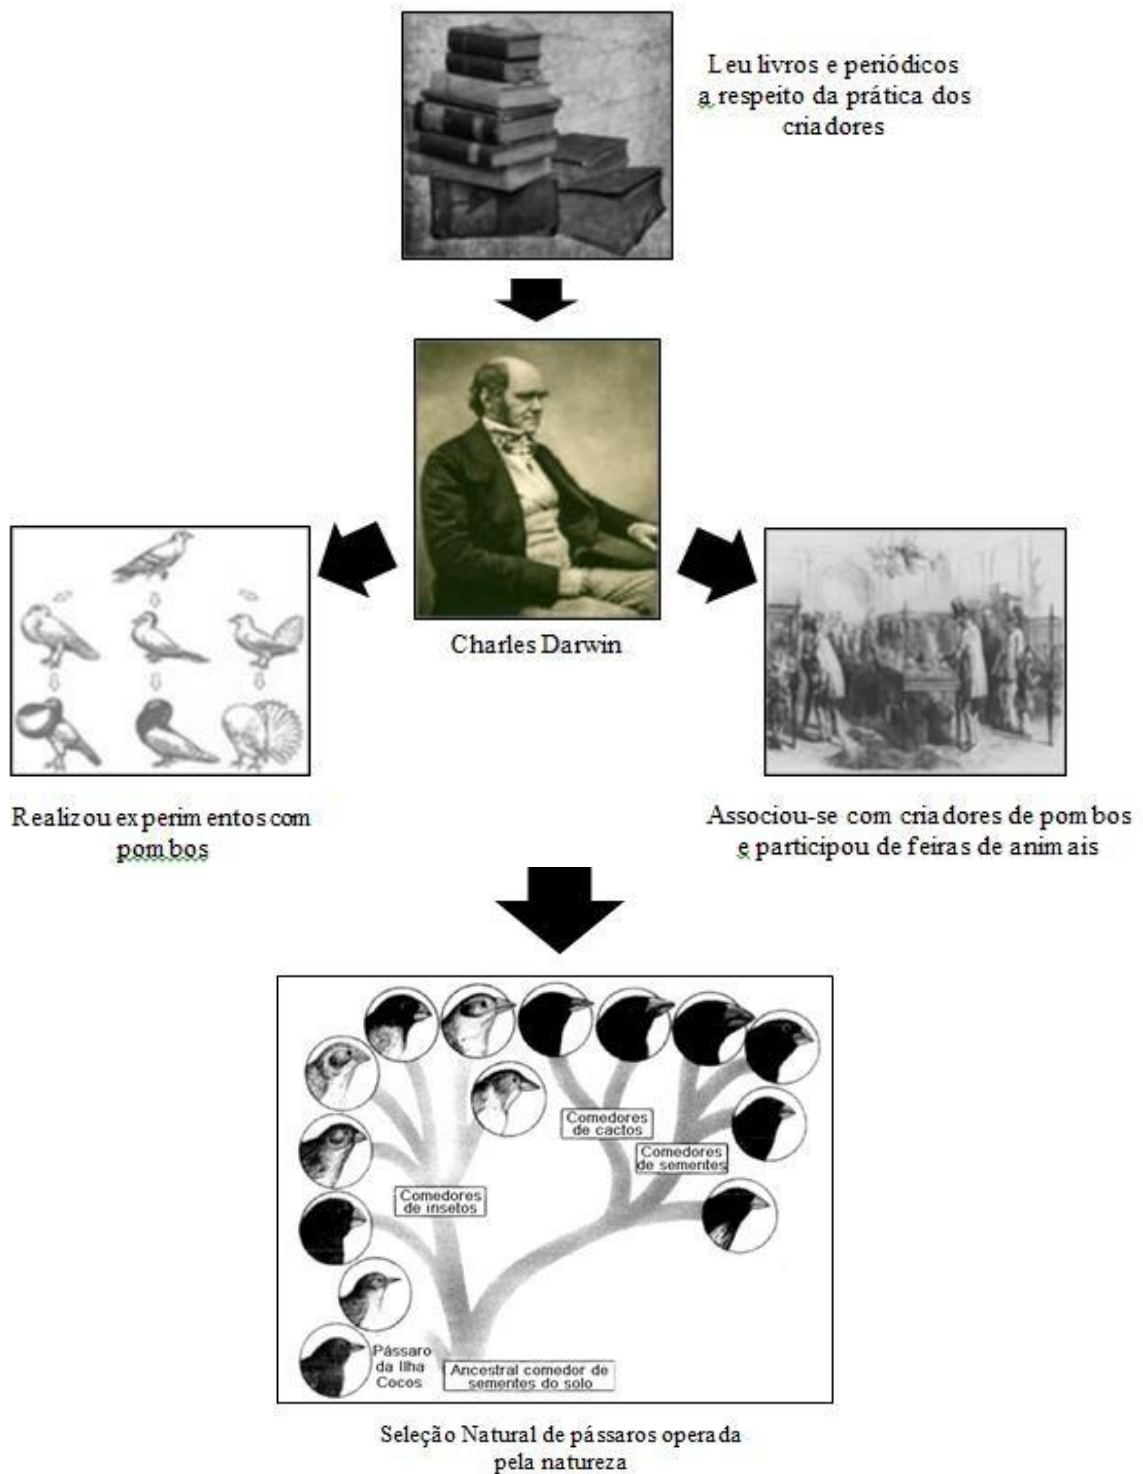 Leu livros e periódicos
a respeito da prática dos
criadores
Charles Darwin
Realizou experimentos com
pombos
Associou-se com criadores de pombos
e participou de feiras de animais
Comedores
de cactos
Comedores
de sementes
Comedores
de insetos
Pássaro
da Ilha
Cocos
Ancestral comedor de
sementes do solo
Seleção Natural de pássaros operada
pela natureza